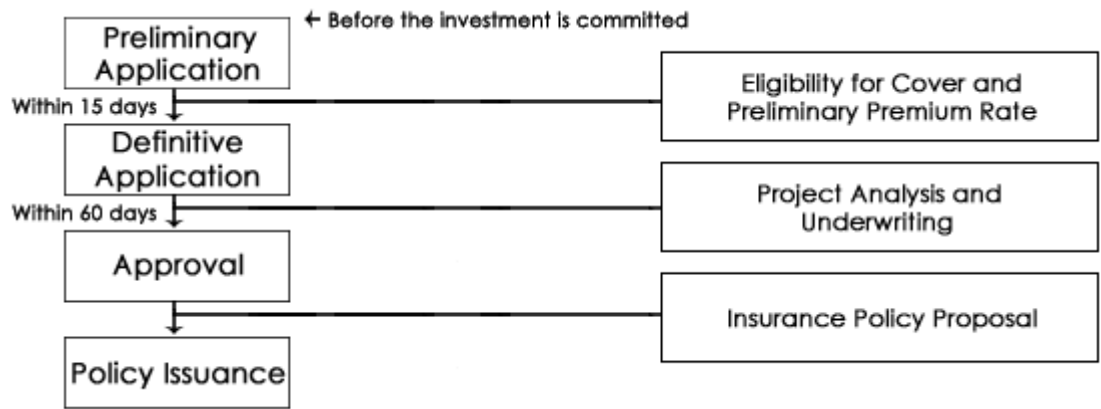 ← Before the investment is committed
Preliminary
Application
Within 15 days
Eligibility for Cover and
Preliminary Premium Rate
Definitive
Application
Within 60 days
Project Analysis and
Underwriting
Approval
Insurance Policy Proposal
Policy Issuance